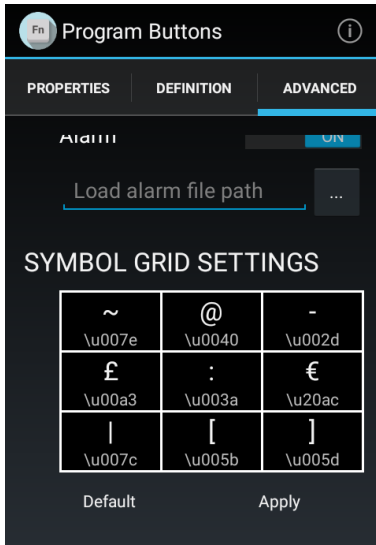 Fn Program Buttons
PROPERTIES DEFINITION ADVANCED
Alarm ON
Load alarm file path ...
SYMBOL GRID SETTINGS
~ @ -
\u007e \u0040 \u002d
£ : €
\u00a3 \u003a \u20ac
| [ ]
\u007c \u005b \u005d
Default Apply